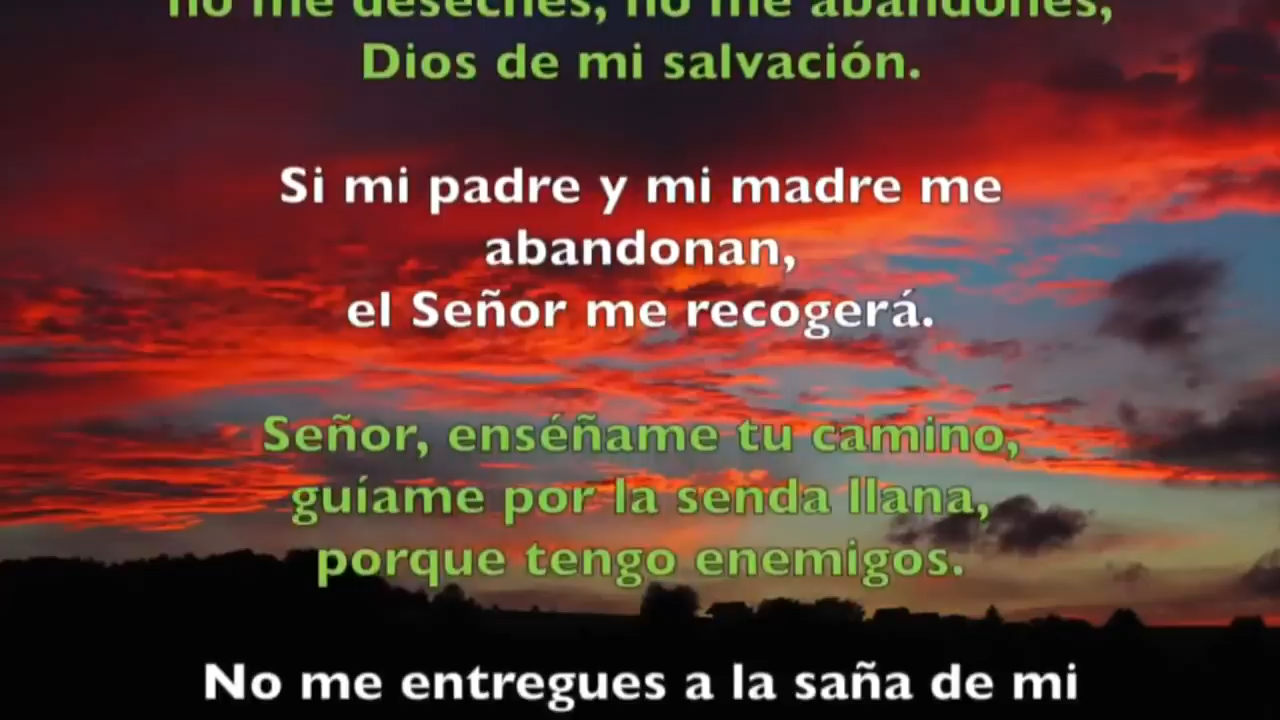 no me deseches, no me abandones,
Dios de mi salvación.
Si mi padre y mi madre me
abandonan,
el Señor me recogerá.
Señor, enséñame tu camino,
guíame por la senda llana,
porque tengo enemigos.
No me entregues a la saña de mi